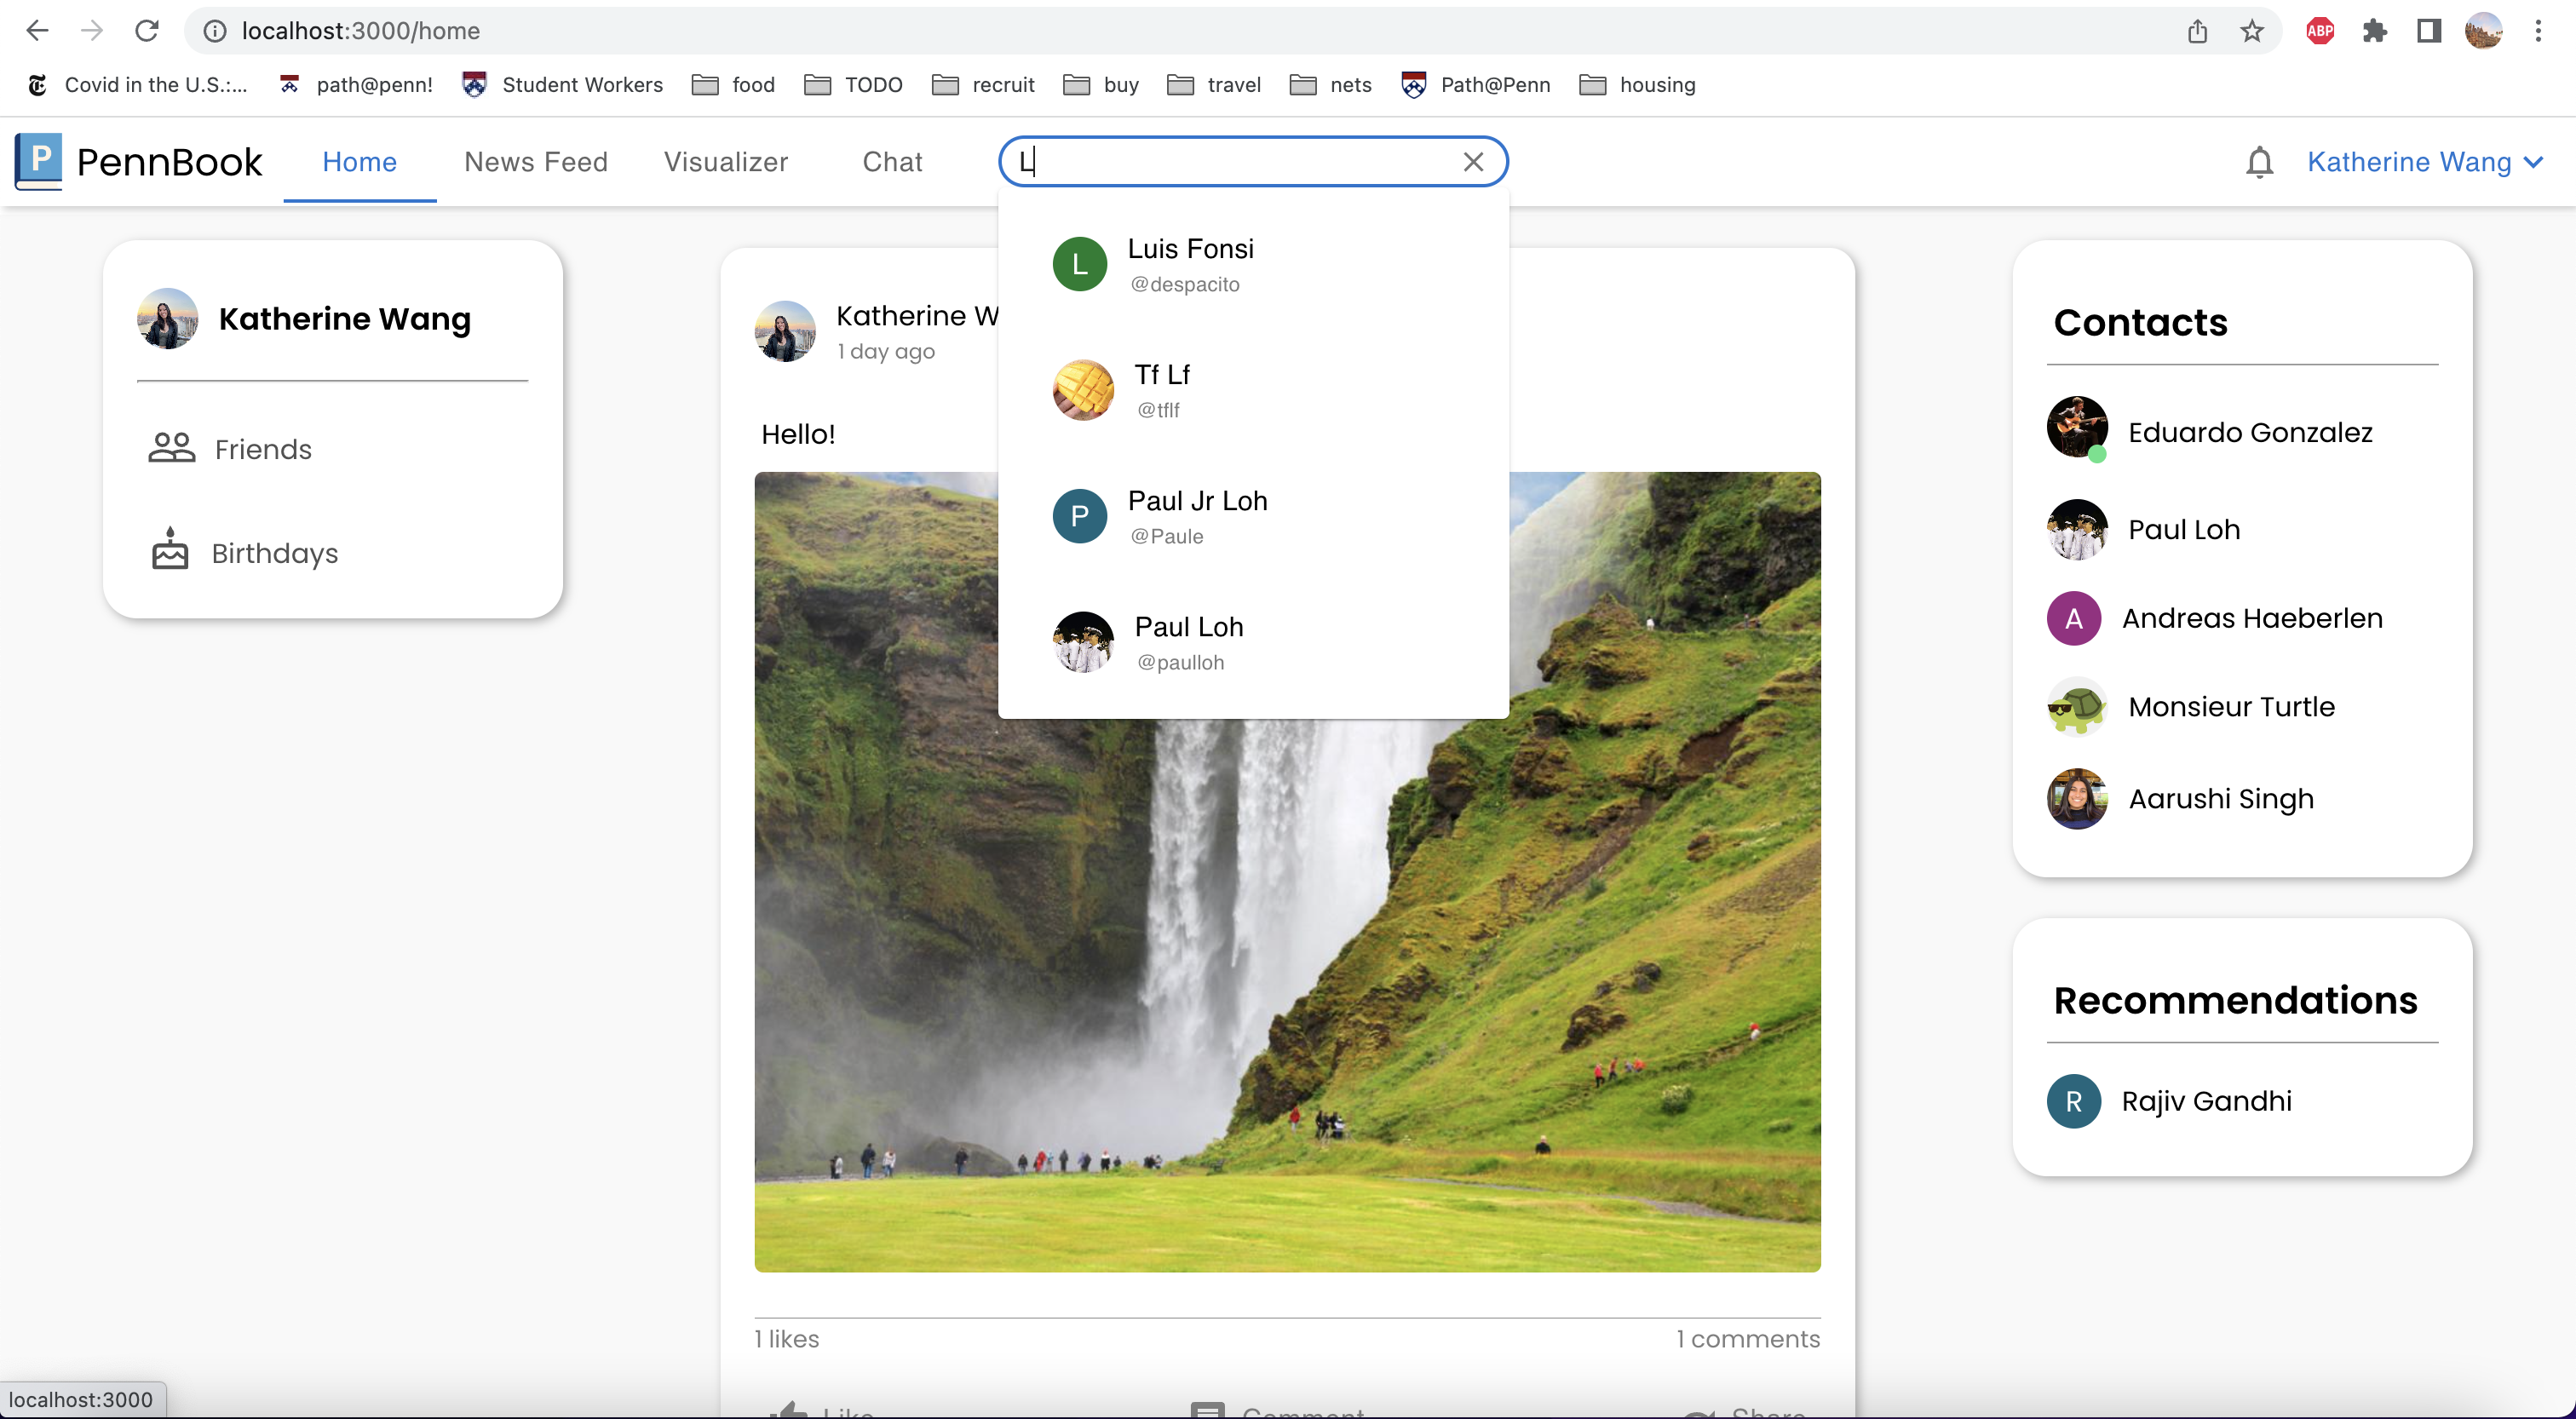 localhost:3000/home
ABP
Covid in the U.S.:... path@penn! Student Workers food TODO recruit buy travel nets Path@Penn housing
P PennBook Home News Feed Visualizer Chat L Katherine Wang
Katherine Wang
Friends
Birthdays
Katherine W
1 day ago
Hello!
L Luis Fonsi
@despacito
Tf Lf
@tflf
P Paul Jr Loh
@Paule
Paul Loh
@paulloh
1 likes 1 comments
Like Comment Share
Contacts
Eduardo Gonzalez
Paul Loh
A Andreas Haeberlen
Monsieur Turtle
Aarushi Singh
Recommendations
R Rajiv Gandhi
localhost:3000